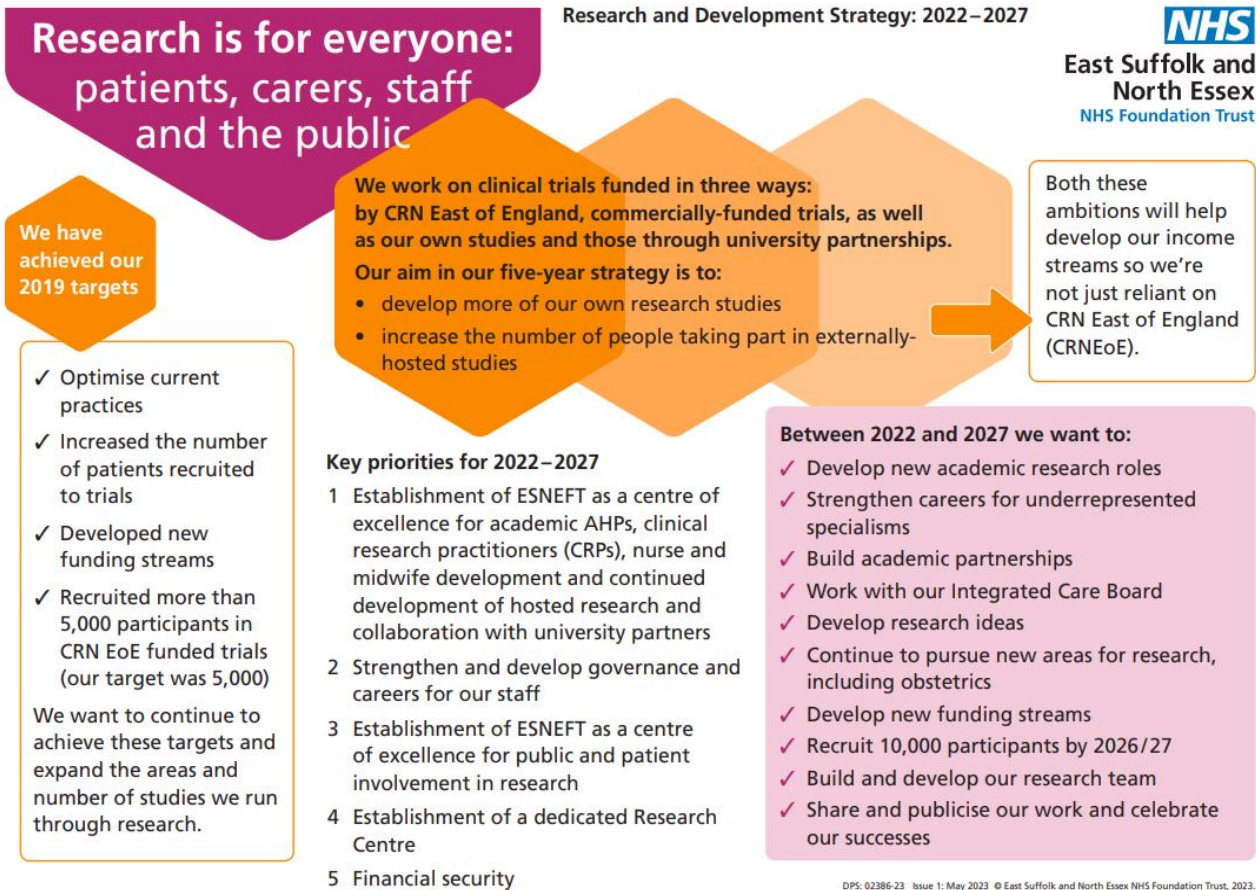 Research and Development Strategy: 2022–2027
NHS
East Suffolk and
North Essex
NHS Foundation Trust
Research is for everyone:
patients, carers, staff
and the public
We have
achieved our
2019 targets
✓ Optimise current
practices
✓ Increased the number
of patients recruited
to trials
✓ Developed new
funding streams
✓ Recruited more than
5,000 participants in
CRN EoE funded trials
(our target was 5,000)
We want to continue to
achieve these targets and
expand the areas and
number of studies we run
through research.
We work on clinical trials funded in three ways:
by CRN East of England, commercially-funded trials, as well
as our own studies and those through university partnerships.
Our aim in our five-year strategy is to:
• develop more of our own research studies
• increase the number of people taking part in externally-
hosted studies
Both these
ambitions will help
develop our income
streams so we're
not just reliant on
CRN East of England
(CRNEoE).
Key priorities for 2022–2027
1 Establishment of ESNEFT as a centre of
excellence for academic AHPs, clinical
research practitioners (CRPs), nurse and
midwife development and continued
development of hosted research and
collaboration with university partners
2 Strengthen and develop governance and
careers for our staff
3 Establishment of ESNEFT as a centre
of excellence for public and patient
involvement in research
4 Establishment of a dedicated Research
Centre
5 Financial security
Between 2022 and 2027 we want to:
✓ Develop new academic research roles
✓ Strengthen careers for underrepresented
specialisms
✓ Build academic partnerships
✓ Work with our Integrated Care Board
✓ Develop research ideas
✓ Continue to pursue new areas for research,
including obstetrics
✓ Develop new funding streams
✓ Recruit 10,000 participants by 2026/27
✓ Build and develop our research team
✓ Share and publicise our work and celebrate
our successes
DPS: 02386-23 Issue 1: May 2023 © East Suffolk and North Essex NHS Foundation Trust, 2023.